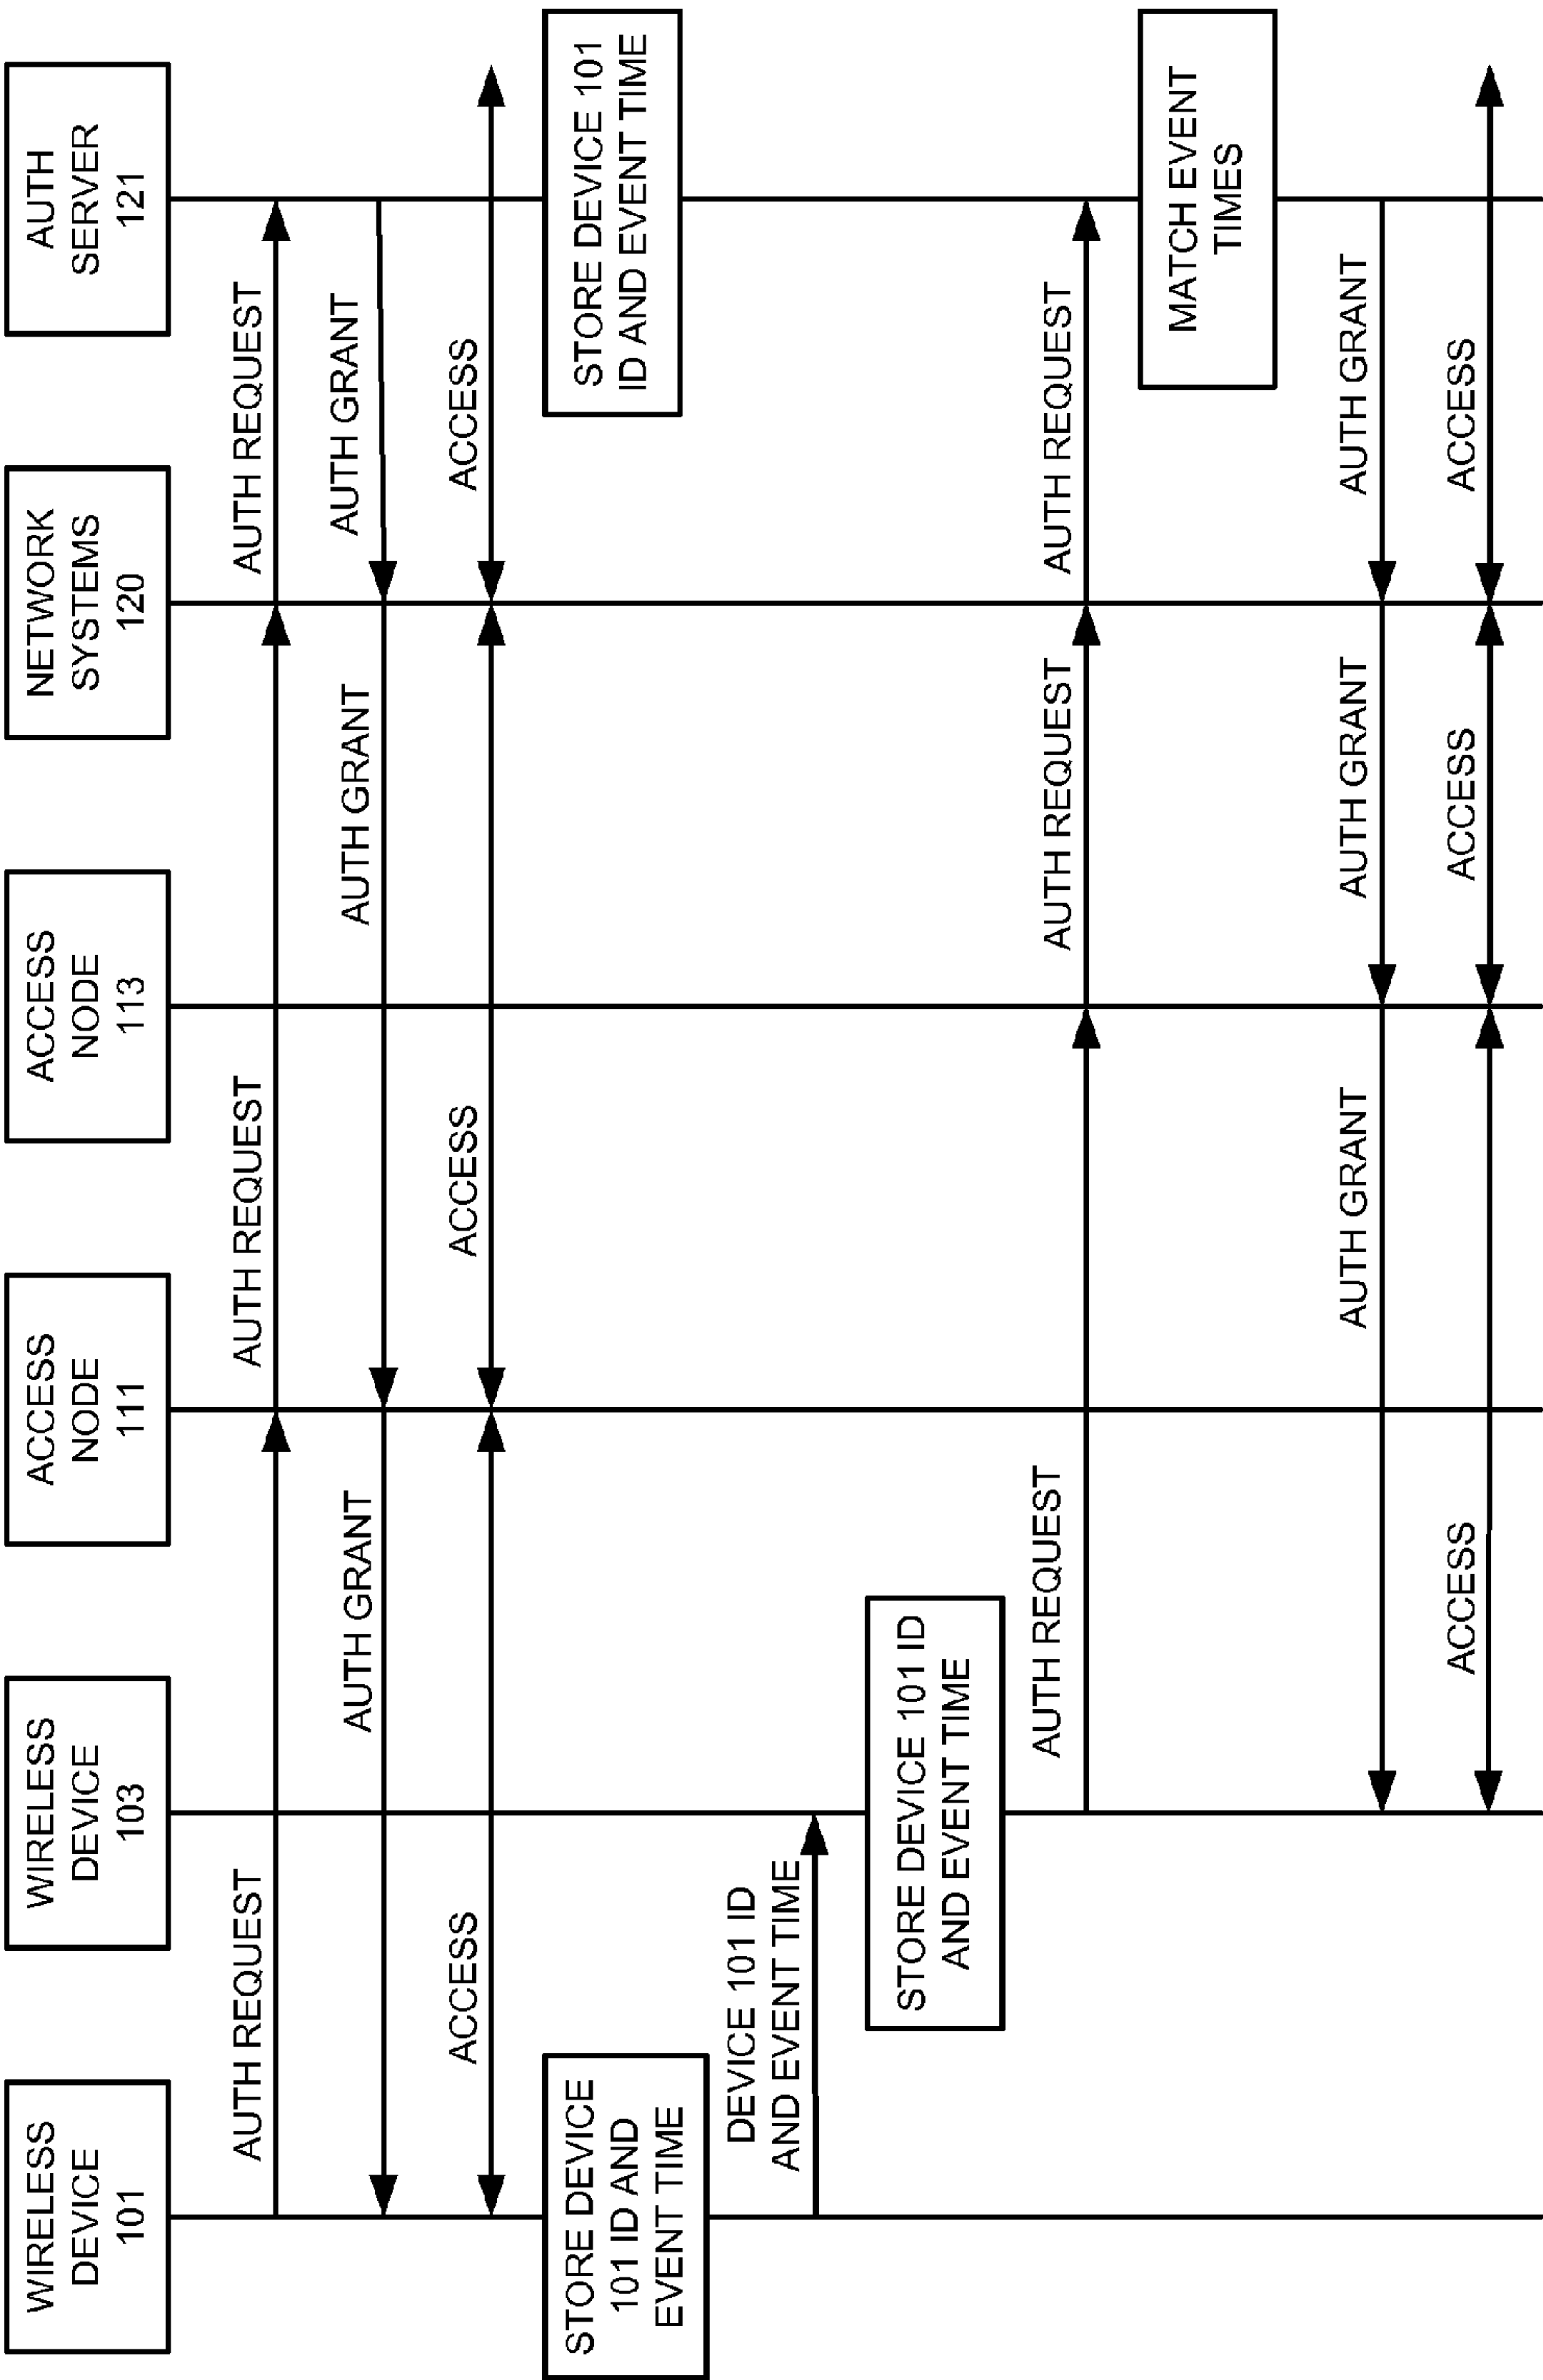 WIRELESS
DEVICE
101
WIRELESS
DEVICE
103
ACCESS
NODE
111
ACCESS
NODE
113
NETWORK
SYSTEMS
120
AUTH
SERVER
121
AUTH REQUEST
AUTH REQUEST
AUTH REQUEST
AUTH GRANT
AUTH GRANT
AUTH GRANT
ACCESS
ACCESS
ACCESS
STORE DEVICE
101 ID AND
EVENT TIME
STORE DEVICE 101
ID AND EVENT TIME
DEVICE 101 ID
AND EVENT TIME
STORE DEVICE 101 ID
AND EVENT TIME
AUTH REQUEST
AUTH REQUEST
AUTH REQUEST
MATCH EVENT
TIMES
AUTH GRANT
AUTH GRANT
AUTH GRANT
ACCESS
ACCESS
ACCESS